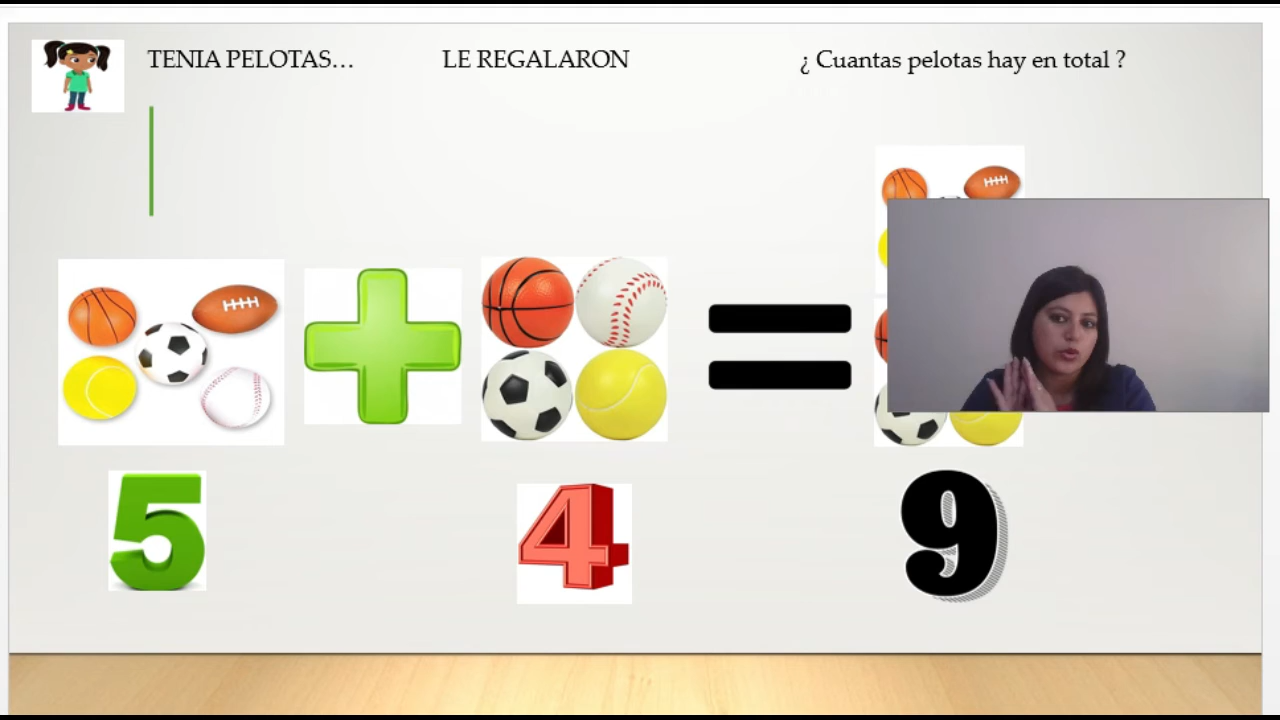 TENIA PELOTAS...
LE REGALARON
¿ Cuantas pelotas hay en total ?
5
4
9